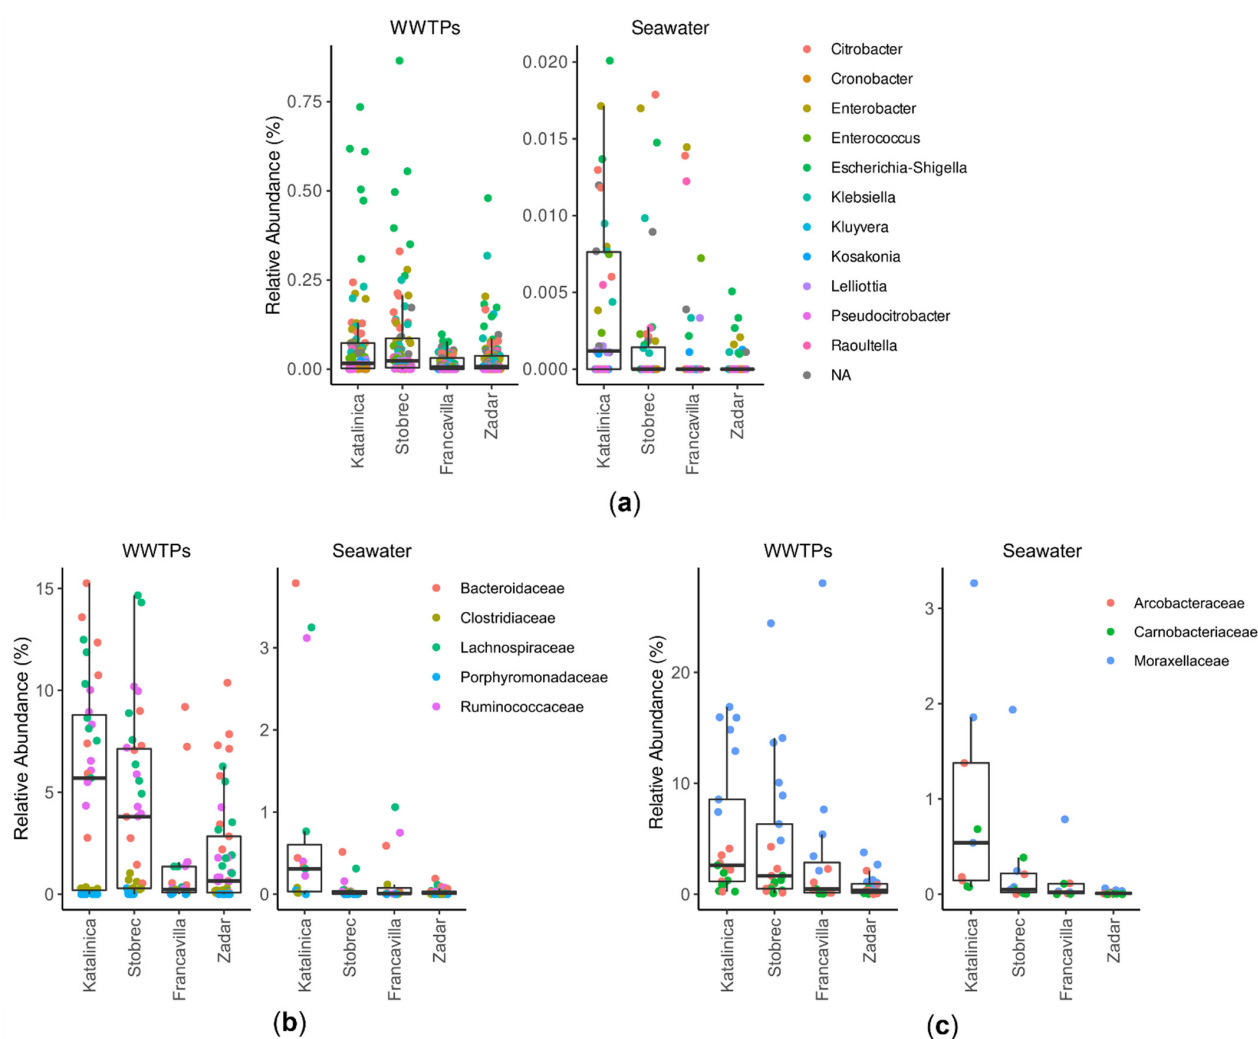 WWTPs
Seawater
Relative Abundance (%)
0.75
0.50
0.25
0.00
0.020
0.015
0.010
0.005
0.000
Katalinica
Stobrec
Francavilla
Zadar
Katalinica
Stobrec
Francavilla
Zadar
Citrobacter
Cronobacter
Enterobacter
Enterococcus
Escherichia-Shigella
Klebsiella
Kluyvera
Kosakonia
Lelliottia
Pseudocitrobacter
Raoultella
NA
(a)
WWTPs
Seawater
Relative Abundance (%)
15
10
5
0
3
2
1
0
Katalinica
Stobrec
Francavilla
Zadar
Katalinica
Stobrec
Francavilla
Zadar
Bacteroidaceae
Clostridiaceae
Lachnospiraceae
Porphyromonadaceae
Ruminococcaceae
(b)
WWTPs
Seawater
Relative Abundance (%)
20
10
0
3
2
1
0
Katalinica
Stobrec
Francavilla
Zadar
Katalinica
Stobrec
Francavilla
Zadar
Arcobacteraceae
Carnobacteriaceae
Moraxellaceae
(c)